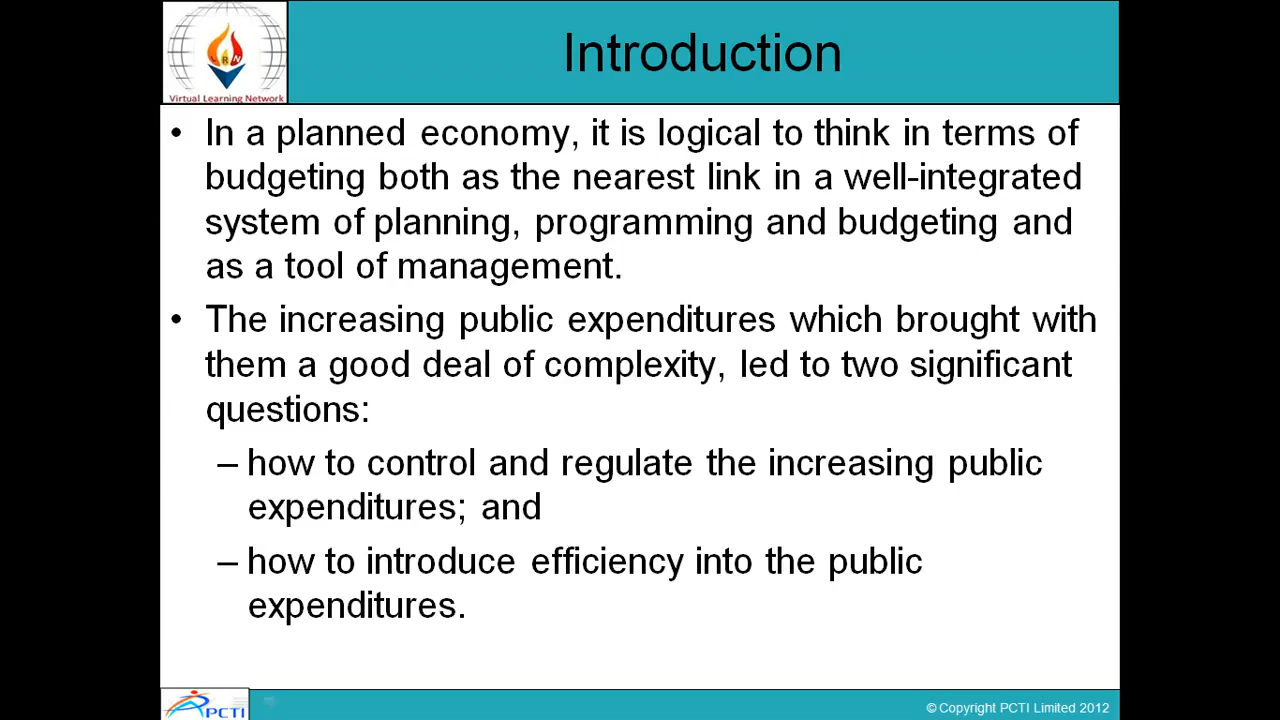 Introduction
Virtual Learning Network
• In a planned economy, it is logical to think in terms of
budgeting both as the nearest link in a well-integrated
system of planning, programming and budgeting and
as a tool of management.
• The increasing public expenditures which brought with
them a good deal of complexity, led to two significant
questions:
– how to control and regulate the increasing public
expenditures; and
– how to introduce efficiency into the public
expenditures.
PCTI
© Copyright PCTI Limited 2012